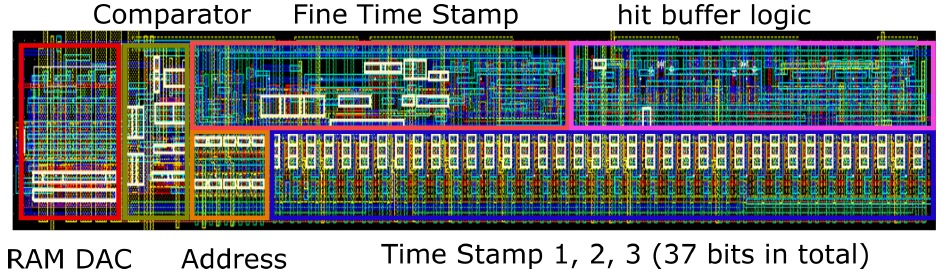 Comparator Fine Time Stamp hit buffer logic
RAM DAC Address Time Stamp 1, 2, 3 (37 bits in total)